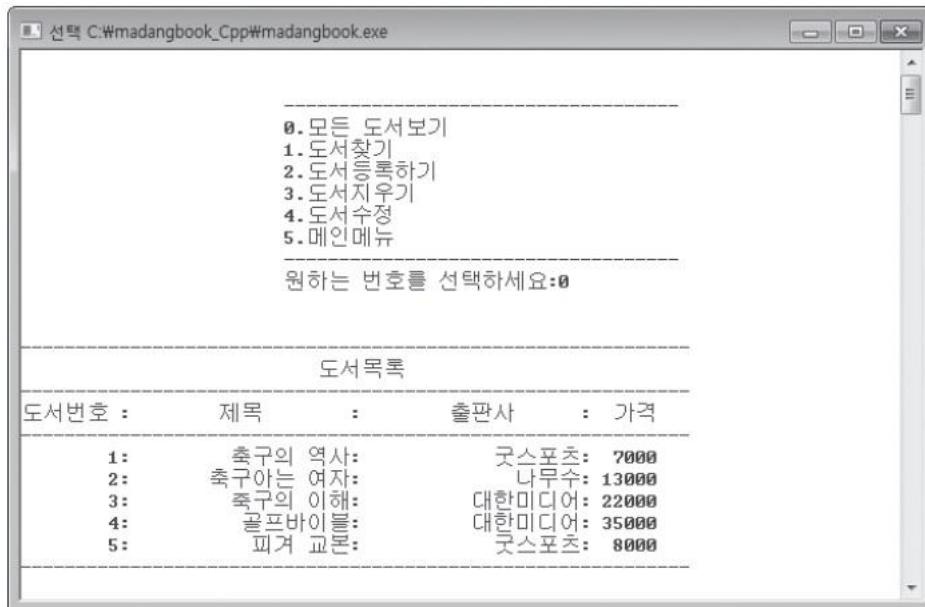 선택 C:₩madangbook_Cpp₩madangbook.exe
0.모든 도서보기
1.도서찾기
2.도서등록하기
3.도서지우기
4.도서수정
5.메인메뉴
원하는 번호를 선택하세요:0
도서목록
도서번호 : 제목 : 출판사 : 가격
1: 축구의 역사: 굿스포츠: 7000
2: 축구아는 여자: 나무수: 13000
3: 축구의 이해: 대한미디어: 22000
4: 골프바이블: 대한미디어: 35000
5: 피겨 교본: 굿스포츠: 8000